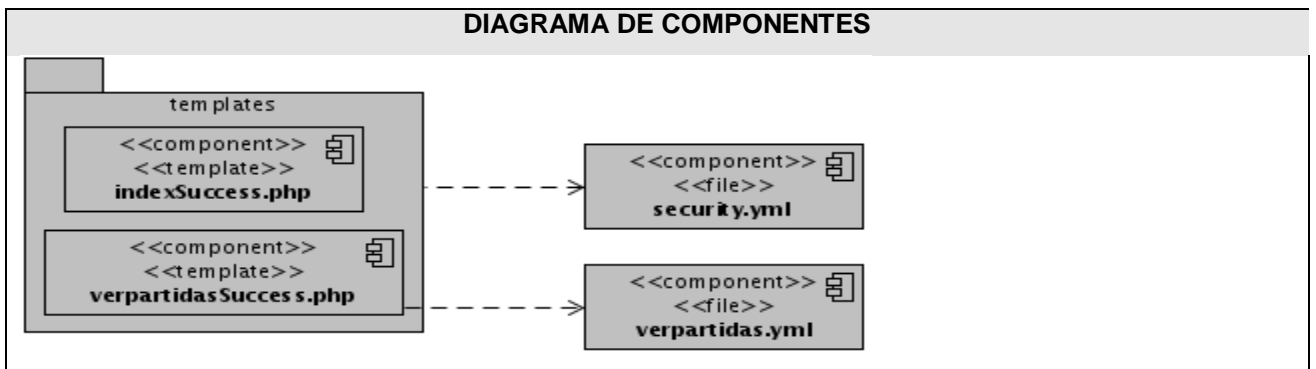 DIAGRAMA DE COMPONENTES
templates
<<component>>
<<template>>
indexSuccess.php
<<component>>
<<template>>
verpartidasSuccess.php
<<component>>
<<file>>
security.yml
<<component>>
<<file>>
verpartidas.yml